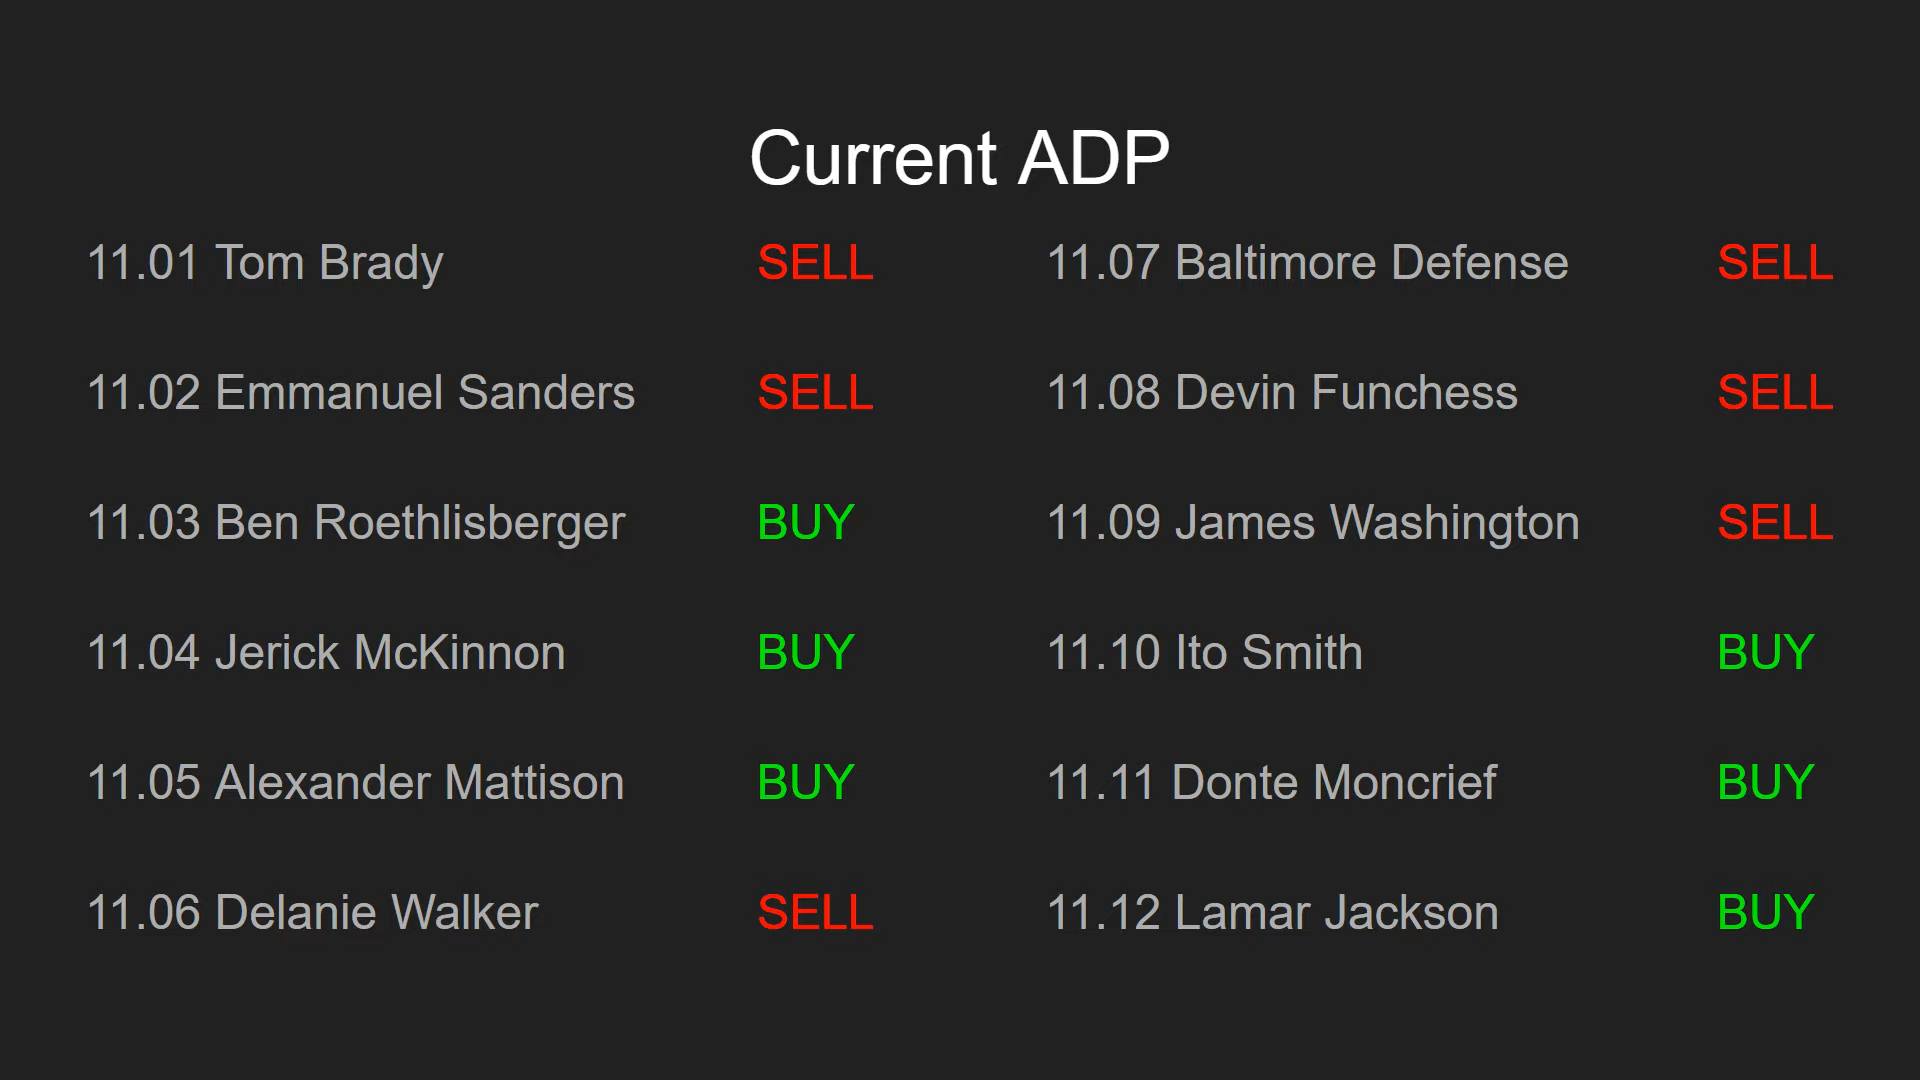 Current ADP
11.01 Tom Brady SELL
11.02 Emmanuel Sanders SELL
11.03 Ben Roethlisberger BUY
11.04 Jerick McKinnon BUY
11.05 Alexander Mattison BUY
11.06 Delanie Walker SELL
11.07 Baltimore Defense SELL
11.08 Devin Funchess SELL
11.09 James Washington SELL
11.10 Ito Smith BUY
11.11 Donte Moncrief BUY
11.12 Lamar Jackson BUY